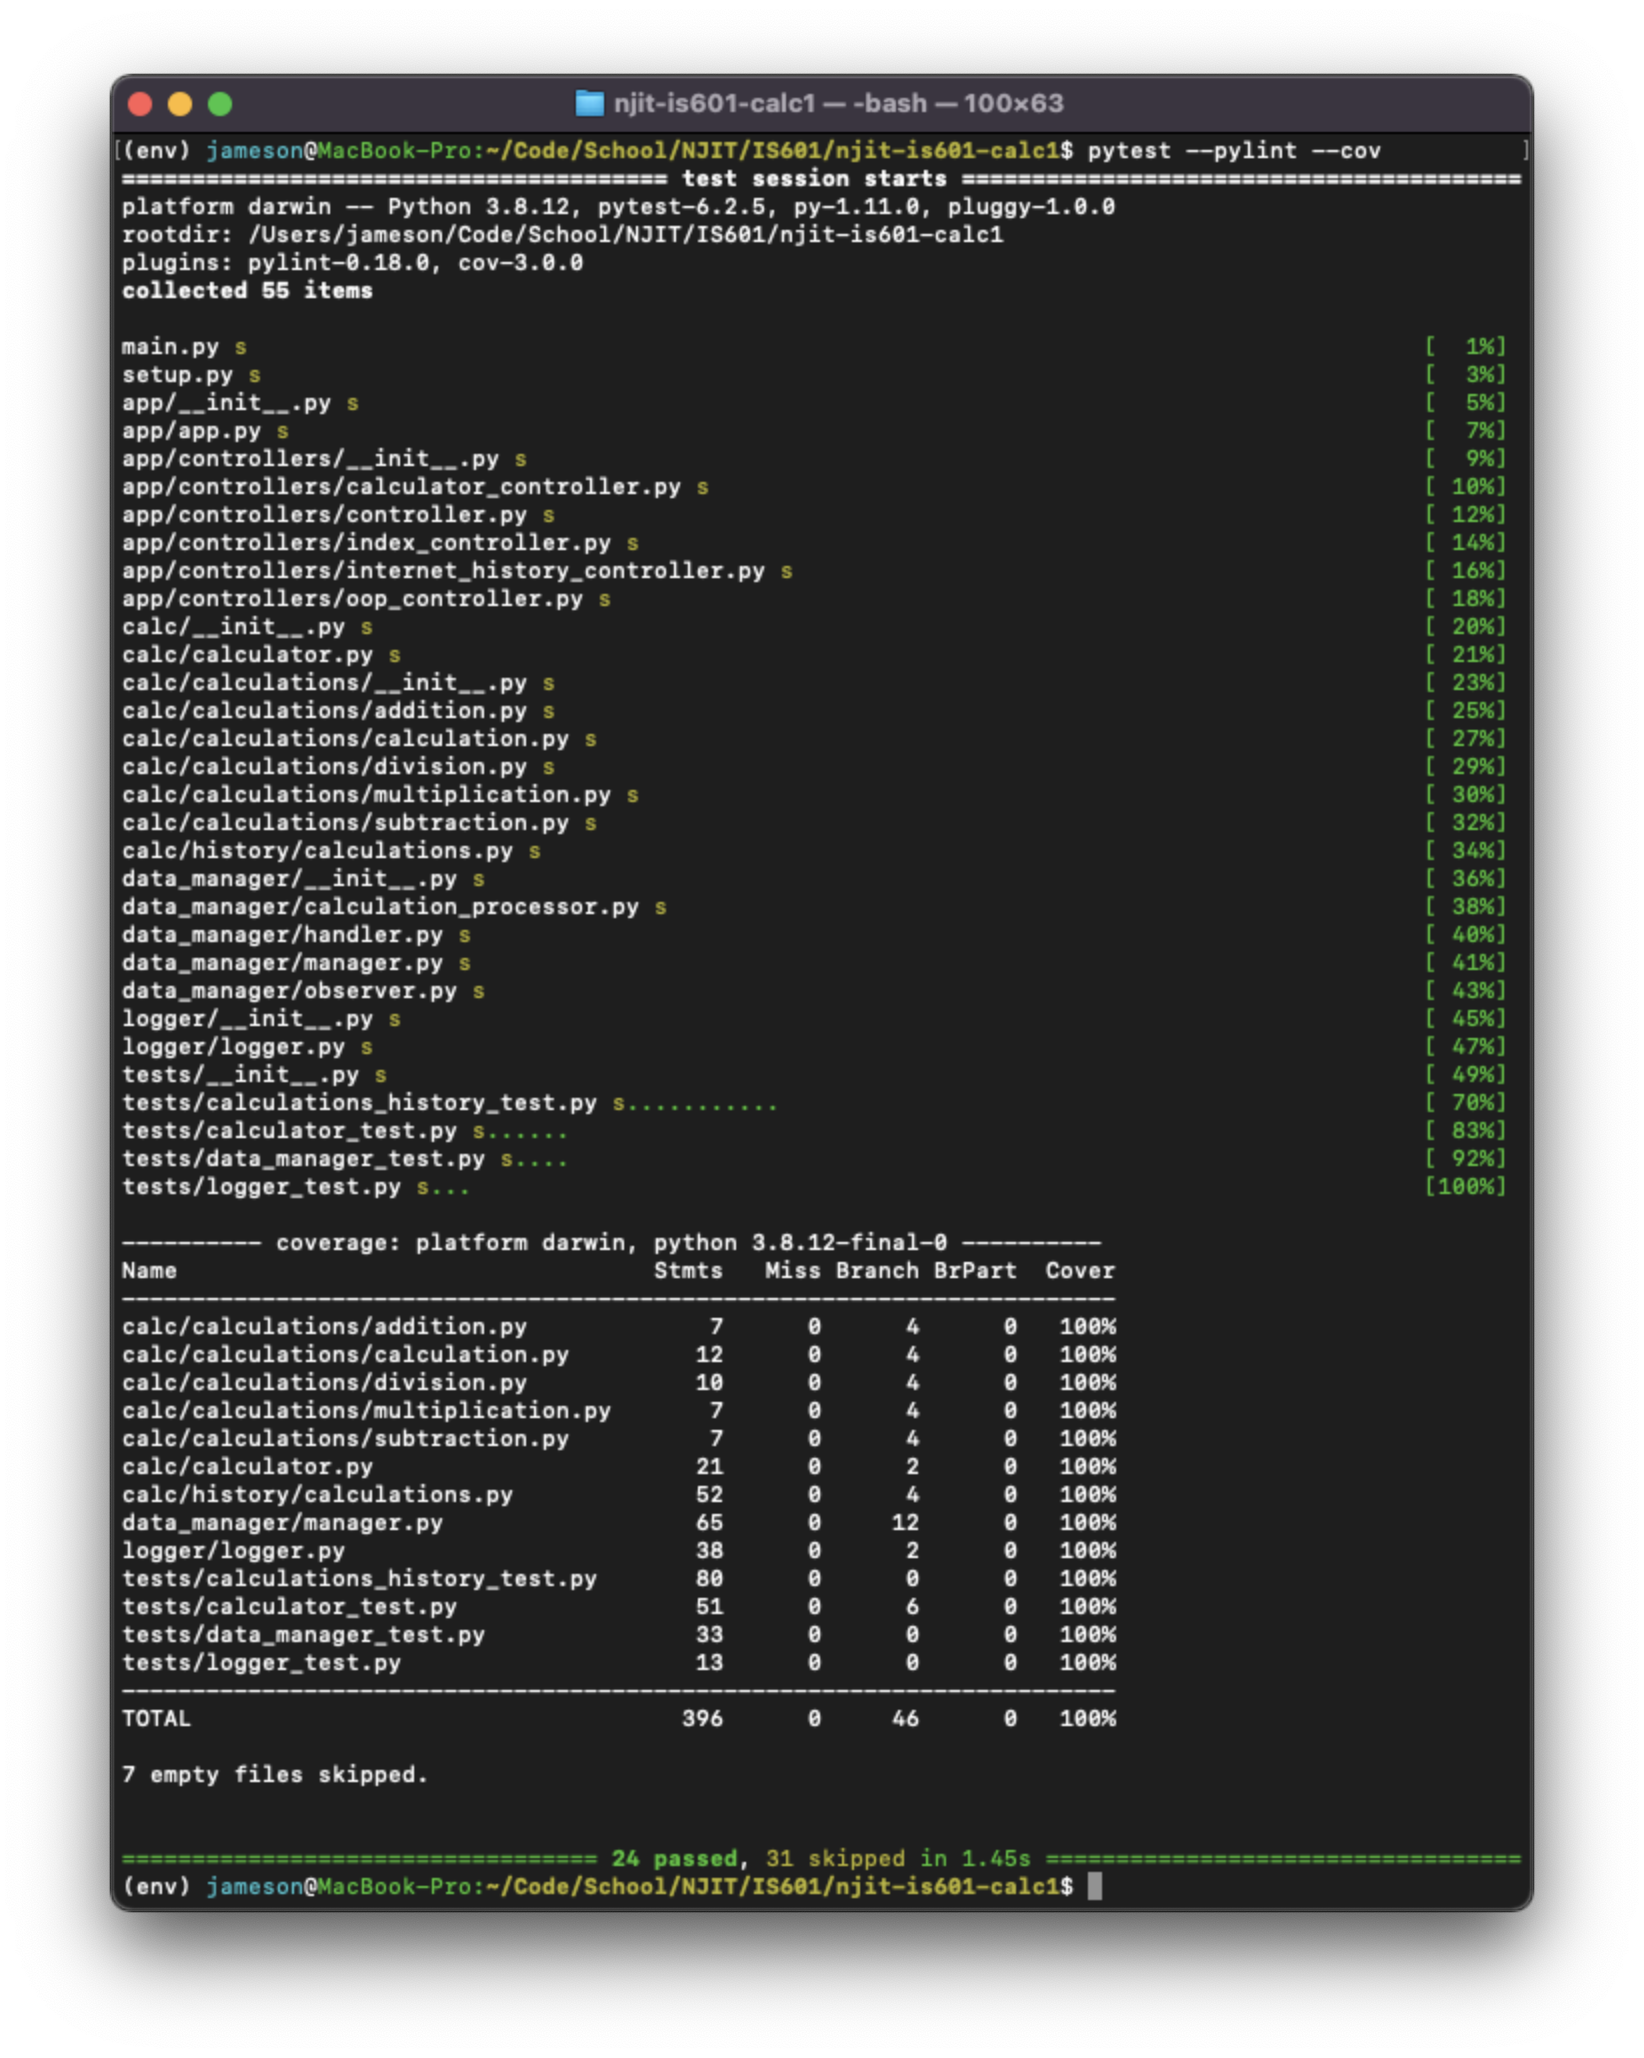 njit-is601-calc1 — -bash — 100×63
(env) jameson@MacBook-Pro:~/Code/School/NJIT/IS601/njit-is601-calc1$ pytest --pylint --cov
======================================= test session starts ========================================
platform darwin -- Python 3.8.12, pytest-6.2.5, py-1.11.0, pluggy-1.0.0
rootdir: /Users/jameson/Code/School/NJIT/IS601/njit-is601-calc1
plugins: pylint-0.18.0, cov-3.0.0
collected 55 items
main.py s [  1%]
setup.py s [  3%]
app/__init__.py s [  5%]
app/app.py s [  7%]
app/controllers/__init__.py s [  9%]
app/controllers/calculator_controller.py s [ 10%]
app/controllers/controller.py s [ 12%]
app/controllers/index_controller.py s [ 14%]
app/controllers/internet_history_controller.py s [ 16%]
app/controllers/oop_controller.py s [ 18%]
calc/__init__.py s [ 20%]
calc/calculator.py s [ 21%]
calc/calculations/__init__.py s [ 23%]
calc/calculations/addition.py s [ 25%]
calc/calculations/calculation.py s [ 27%]
calc/calculations/division.py s [ 29%]
calc/calculations/multiplication.py s [ 30%]
calc/calculations/subtraction.py s [ 32%]
calc/history/calculations.py s [ 34%]
data_manager/__init__.py s [ 36%]
data_manager/calculation_processor.py s [ 38%]
data_manager/handler.py s [ 40%]
data_manager/manager.py s [ 41%]
data_manager/observer.py s [ 43%]
logger/__init__.py s [ 45%]
logger/logger.py s [ 47%]
tests/__init__.py s [ 49%]
tests/calculations_history_test.py s........... [ 70%]
tests/calculator_test.py s...... [ 83%]
tests/data_manager_test.py s.... [ 92%]
tests/logger_test.py s... [100%]
---------- coverage: platform darwin, python 3.8.12-final-0 ----------
Name                                  Stmts   Miss Branch BrPart  Cover
-----------------------------------------------------------------------
calc/calculations/addition.py             7      0      4      0   100%
calc/calculations/calculation.py         12      0      4      0   100%
calc/calculations/division.py            10      0      4      0   100%
calc/calculations/multiplication.py       7      0      4      0   100%
calc/calculations/subtraction.py          7      0      4      0   100%
calc/calculator.py                       21      0      2      0   100%
calc/history/calculations.py             52      0      4      0   100%
data_manager/manager.py                  65      0     12      0   100%
logger/logger.py                         38      0      2      0   100%
tests/calculations_history_test.py       80      0      0      0   100%
tests/calculator_test.py                 51      0      6      0   100%
tests/data_manager_test.py               33      0      0      0   100%
tests/logger_test.py                     13      0      0      0   100%
-----------------------------------------------------------------------
TOTAL                                   396      0     46      0   100%
7 empty files skipped.
================================== 24 passed, 31 skipped in 1.45s ==================================
(env) jameson@MacBook-Pro:~/Code/School/NJIT/IS601/njit-is601-calc1$